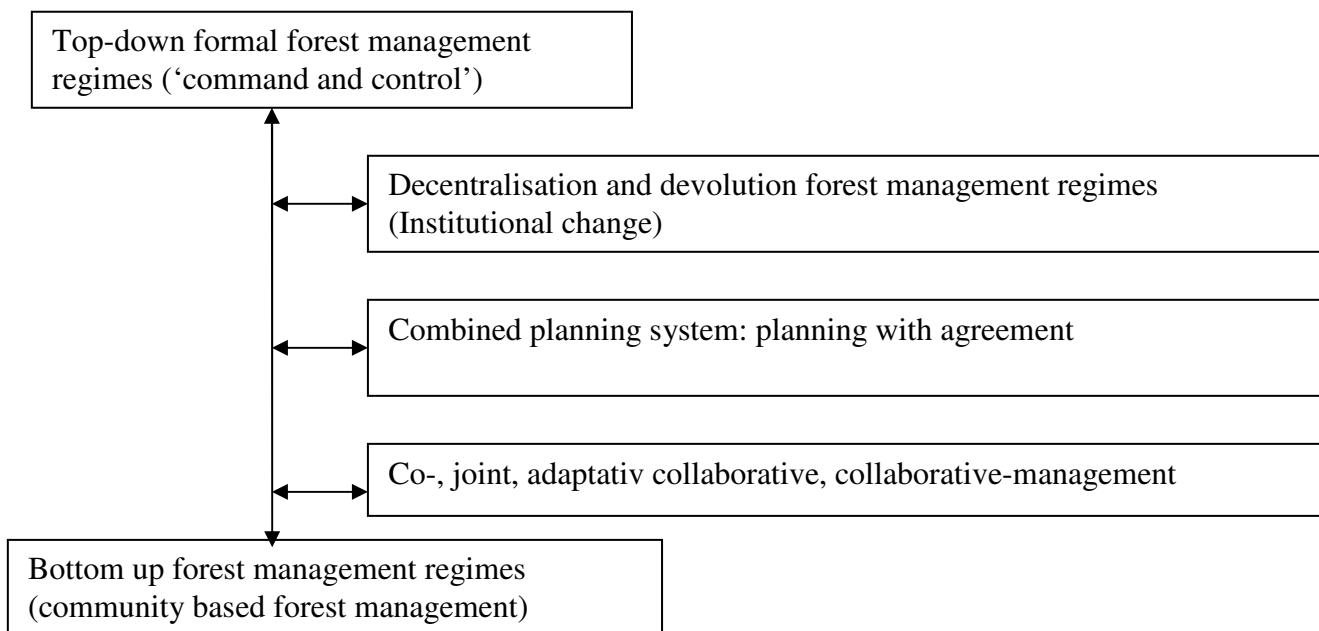 Top-down formal forest management
regimes (‘command and control’)
Decentralisation and devolution forest management regimes
(Institutional change)
Combined planning system: planning with agreement
Co-, joint, adaptativ collaborative, collaborative-management
Bottom up forest management regimes
(community based forest management)